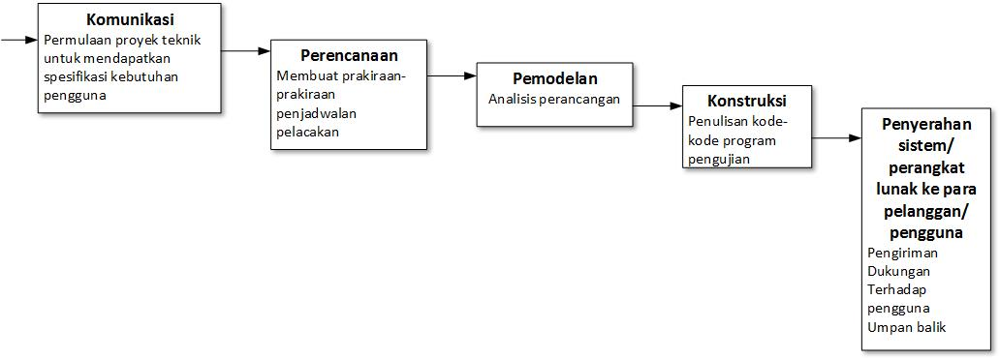 Komunikasi
Permulaan proyek teknik
untuk mendapatkan
spesifikasi kebutuhan
pengguna
Perencanaan
Membuat prakiraan-
prakiraan
penjadwalan
pelacakan
Pemodelan
Analisis perancangan
Konstruksi
Penulisan kode-
kode program
pengujian
Penyerahan
sistem/
perangkat
lunak ke para
pelanggan/
pengguna
Pengiriman
Dukungan
Terhadap
pengguna
Umpan balik